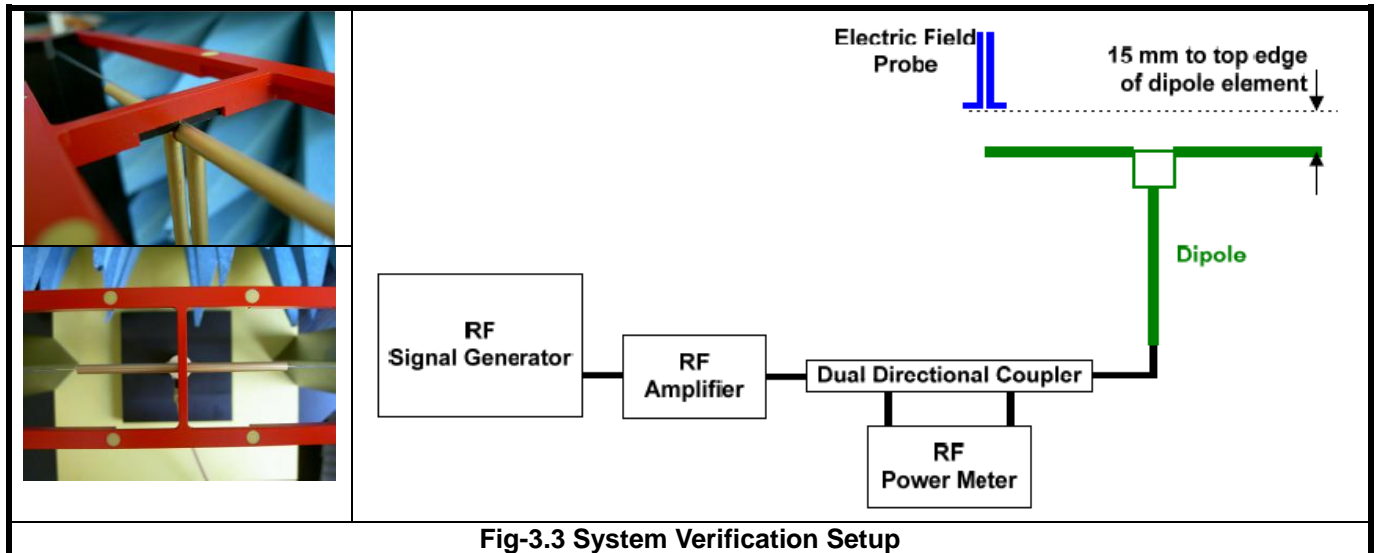 Electric Field
Probe
15 mm to top edge
of dipole element
Dipole
RF
Signal Generator
RF
Amplifier
Dual Directional Coupler
RF
Power Meter
Fig-3.3 System Verification Setup